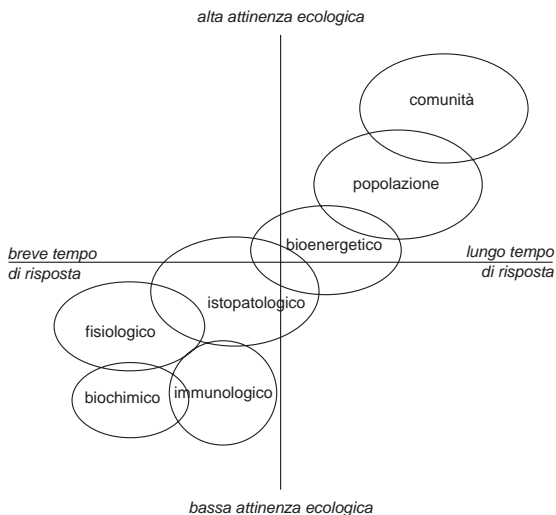 alta attinenza ecologica
comunità
popolazione
bioenergetico
breve tempo
di risposta
lungo tempo
di risposta
istopatologico
fisiologico
biochimico
immunologico
bassa attinenza ecologica